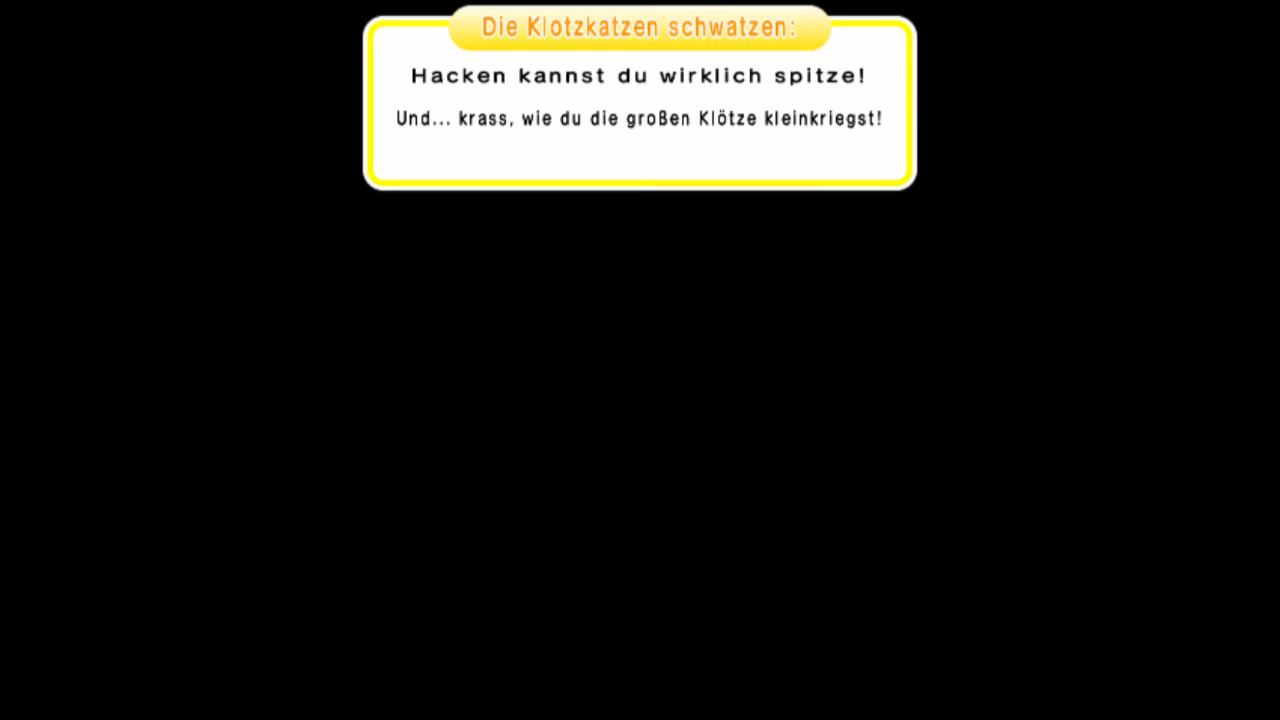 Die Klotzkatzen schwatzen:
Hacken kannst du wirklich spitze!
Und... krass, wie du die großen Klötze kleinkriegst!